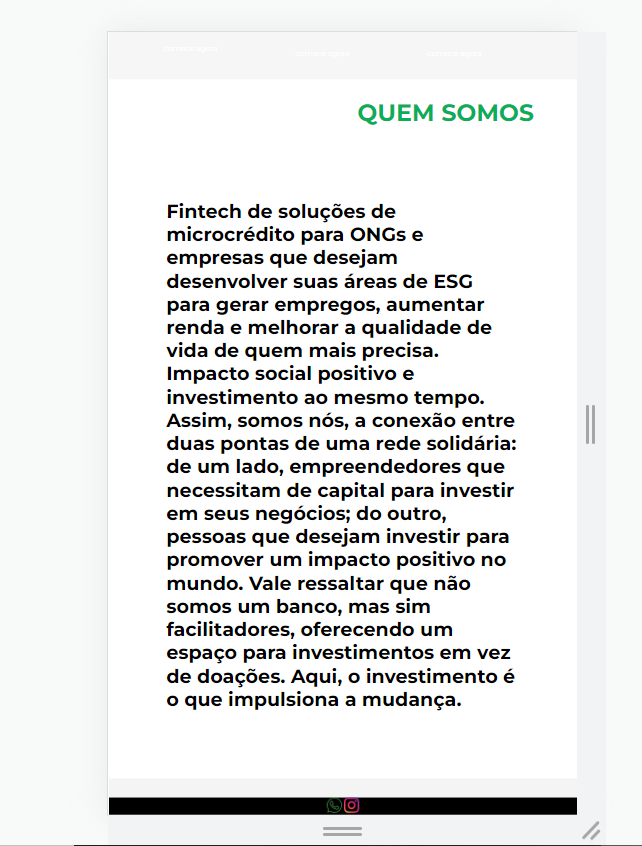 QUEM SOMOS
Fintech de soluções de
microcrédito para ONGs e
empresas que desejam
desenvolver suas áreas de ESG
para gerar empregos, aumentar
renda e melhorar a qualidade de
vida de quem mais precisa.
Impacto social positivo e
investimento ao mesmo tempo.
Assim, somos nós, a conexão entre
duas pontas de uma rede solidária:
de um lado, empreendedores que
necessitam de capital para investir
em seus negócios; do outro,
pessoas que desejam investir para
promover um impacto positivo no
mundo. Vale ressaltar que não
somos um banco, mas sim
facilitadores, oferecendo um
espaço para investimentos em vez
de doações. Aqui, o investimento é
o que impulsiona a mudança.